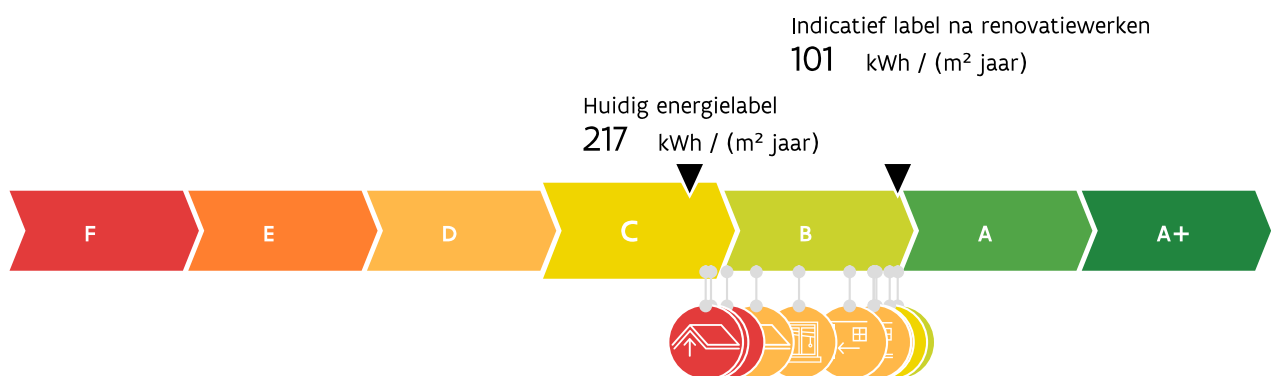 Indicatief label na renovatiewerken
101 kWh / (m² jaar)
Huidig energielabel
217 kWh / (m² jaar)
F E D C B A A+